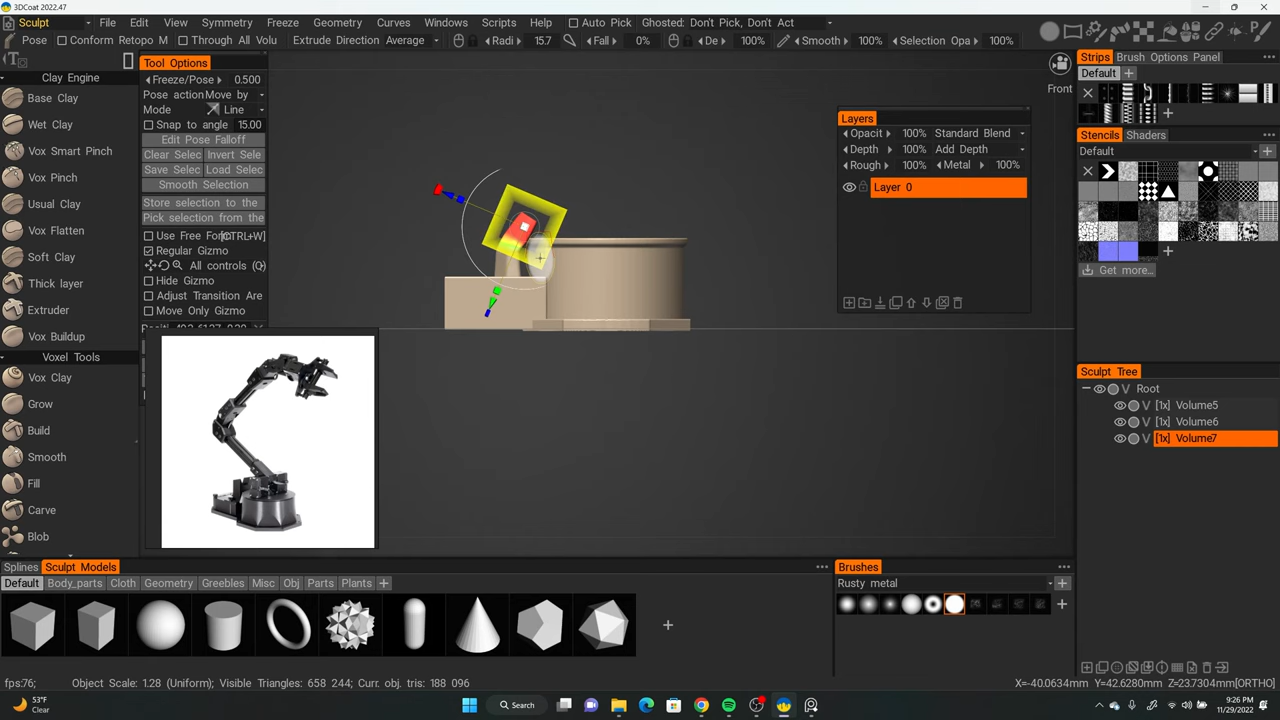 3DCoat 2022.47
Sculpt File Edit View Symmetry Freeze Geometry Curves Windows Scripts Help Auto Pick Ghosted: Don't Pick, Don't Act
Pose Conform Retopo M Through All Volu Extrude Direction Average Radi 15.7 Fall 0% De 100% Smooth 100% Selection Opa 100%
Clay Engine
Base Clay
Wet Clay
Vox Smart Pinch
Vox Pinch
Usual Clay
Vox Flatten
Soft Clay
Thick layer
Extruder
Vox Buildup
Voxel Tools
Vox Clay
Grow
Build
Smooth
Fill
Carve
Blob
Tool Options
Freeze/Pose 0.500
Pose action Move by
Mode Line
Snap to angle 15.00
Edit Pose Falloff
Clear Selec Invert Sele
Save Selec Load Selec
Smooth Selection
Store selection to the
Pick selection from the
Use Free Form [CTRL+W]
Regular Gizmo
All controls (Q)
Hide Gizmo
Adjust Transition Are
Move Only Gizmo
Front
Layers
Opacit 100% Standard Blend
Depth 100% Add Depth
Rough 100% Metal 100%
Layer 0
Strips Brush Options Panel
Default
Stencils Shaders
Default
Get more...
Sculpt Tree
Root
V [1x] Volume5
V [1x] Volume6
V [1x] Volume7
Splines Sculpt Models
Default Body_parts Cloth Geometry Greebles Misc Obj Parts Plants
Brushes
Rusty metal
fps:76; Object Scale: 1.28 (Uniform); Visible Triangles: 658 244; Curr. obj. tris: 188 096
X=-40.0634mm Y=42.6280mm Z=237304mm[ORTHO]
53°F
Clear
Search
9:26 PM
11/29/2022